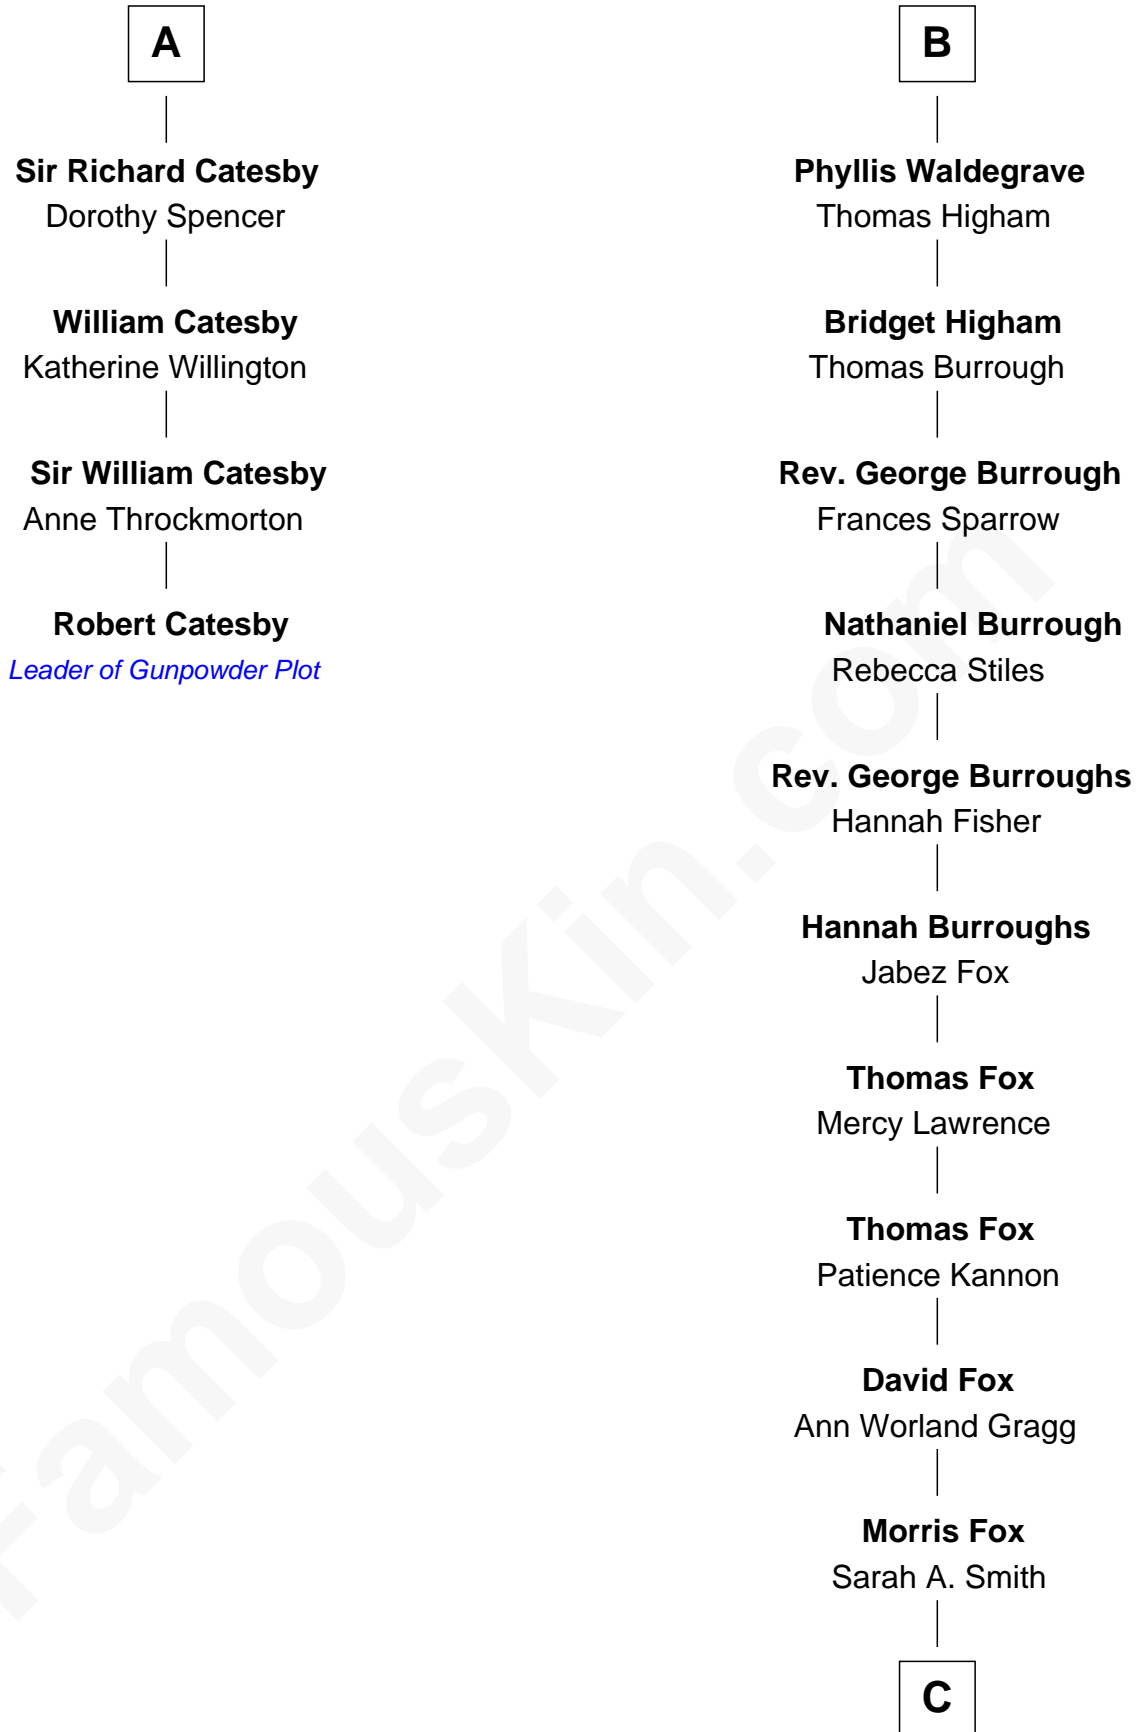 A
Sir Richard Catesby
Dorothy Spencer
William Catesby
Katherine Willington
Sir William Catesby
Anne Throckmorton
Robert Catesby
Leader of Gunpowder Plot
B
Phyllis Waldegrave
Thomas Higham
Bridget Higham
Thomas Burrough
Rev. George Burrough
Frances Sparrow
Nathaniel Burrough
Rebecca Stiles
Rev. George Burroughs
Hannah Fisher
Hannah Burroughs
Jabez Fox
Thomas Fox
Mercy Lawrence
Thomas Fox
Patience Kannon
David Fox
Ann Worland Gragg
Morris Fox
Sarah A. Smith
C
FamousKin.com